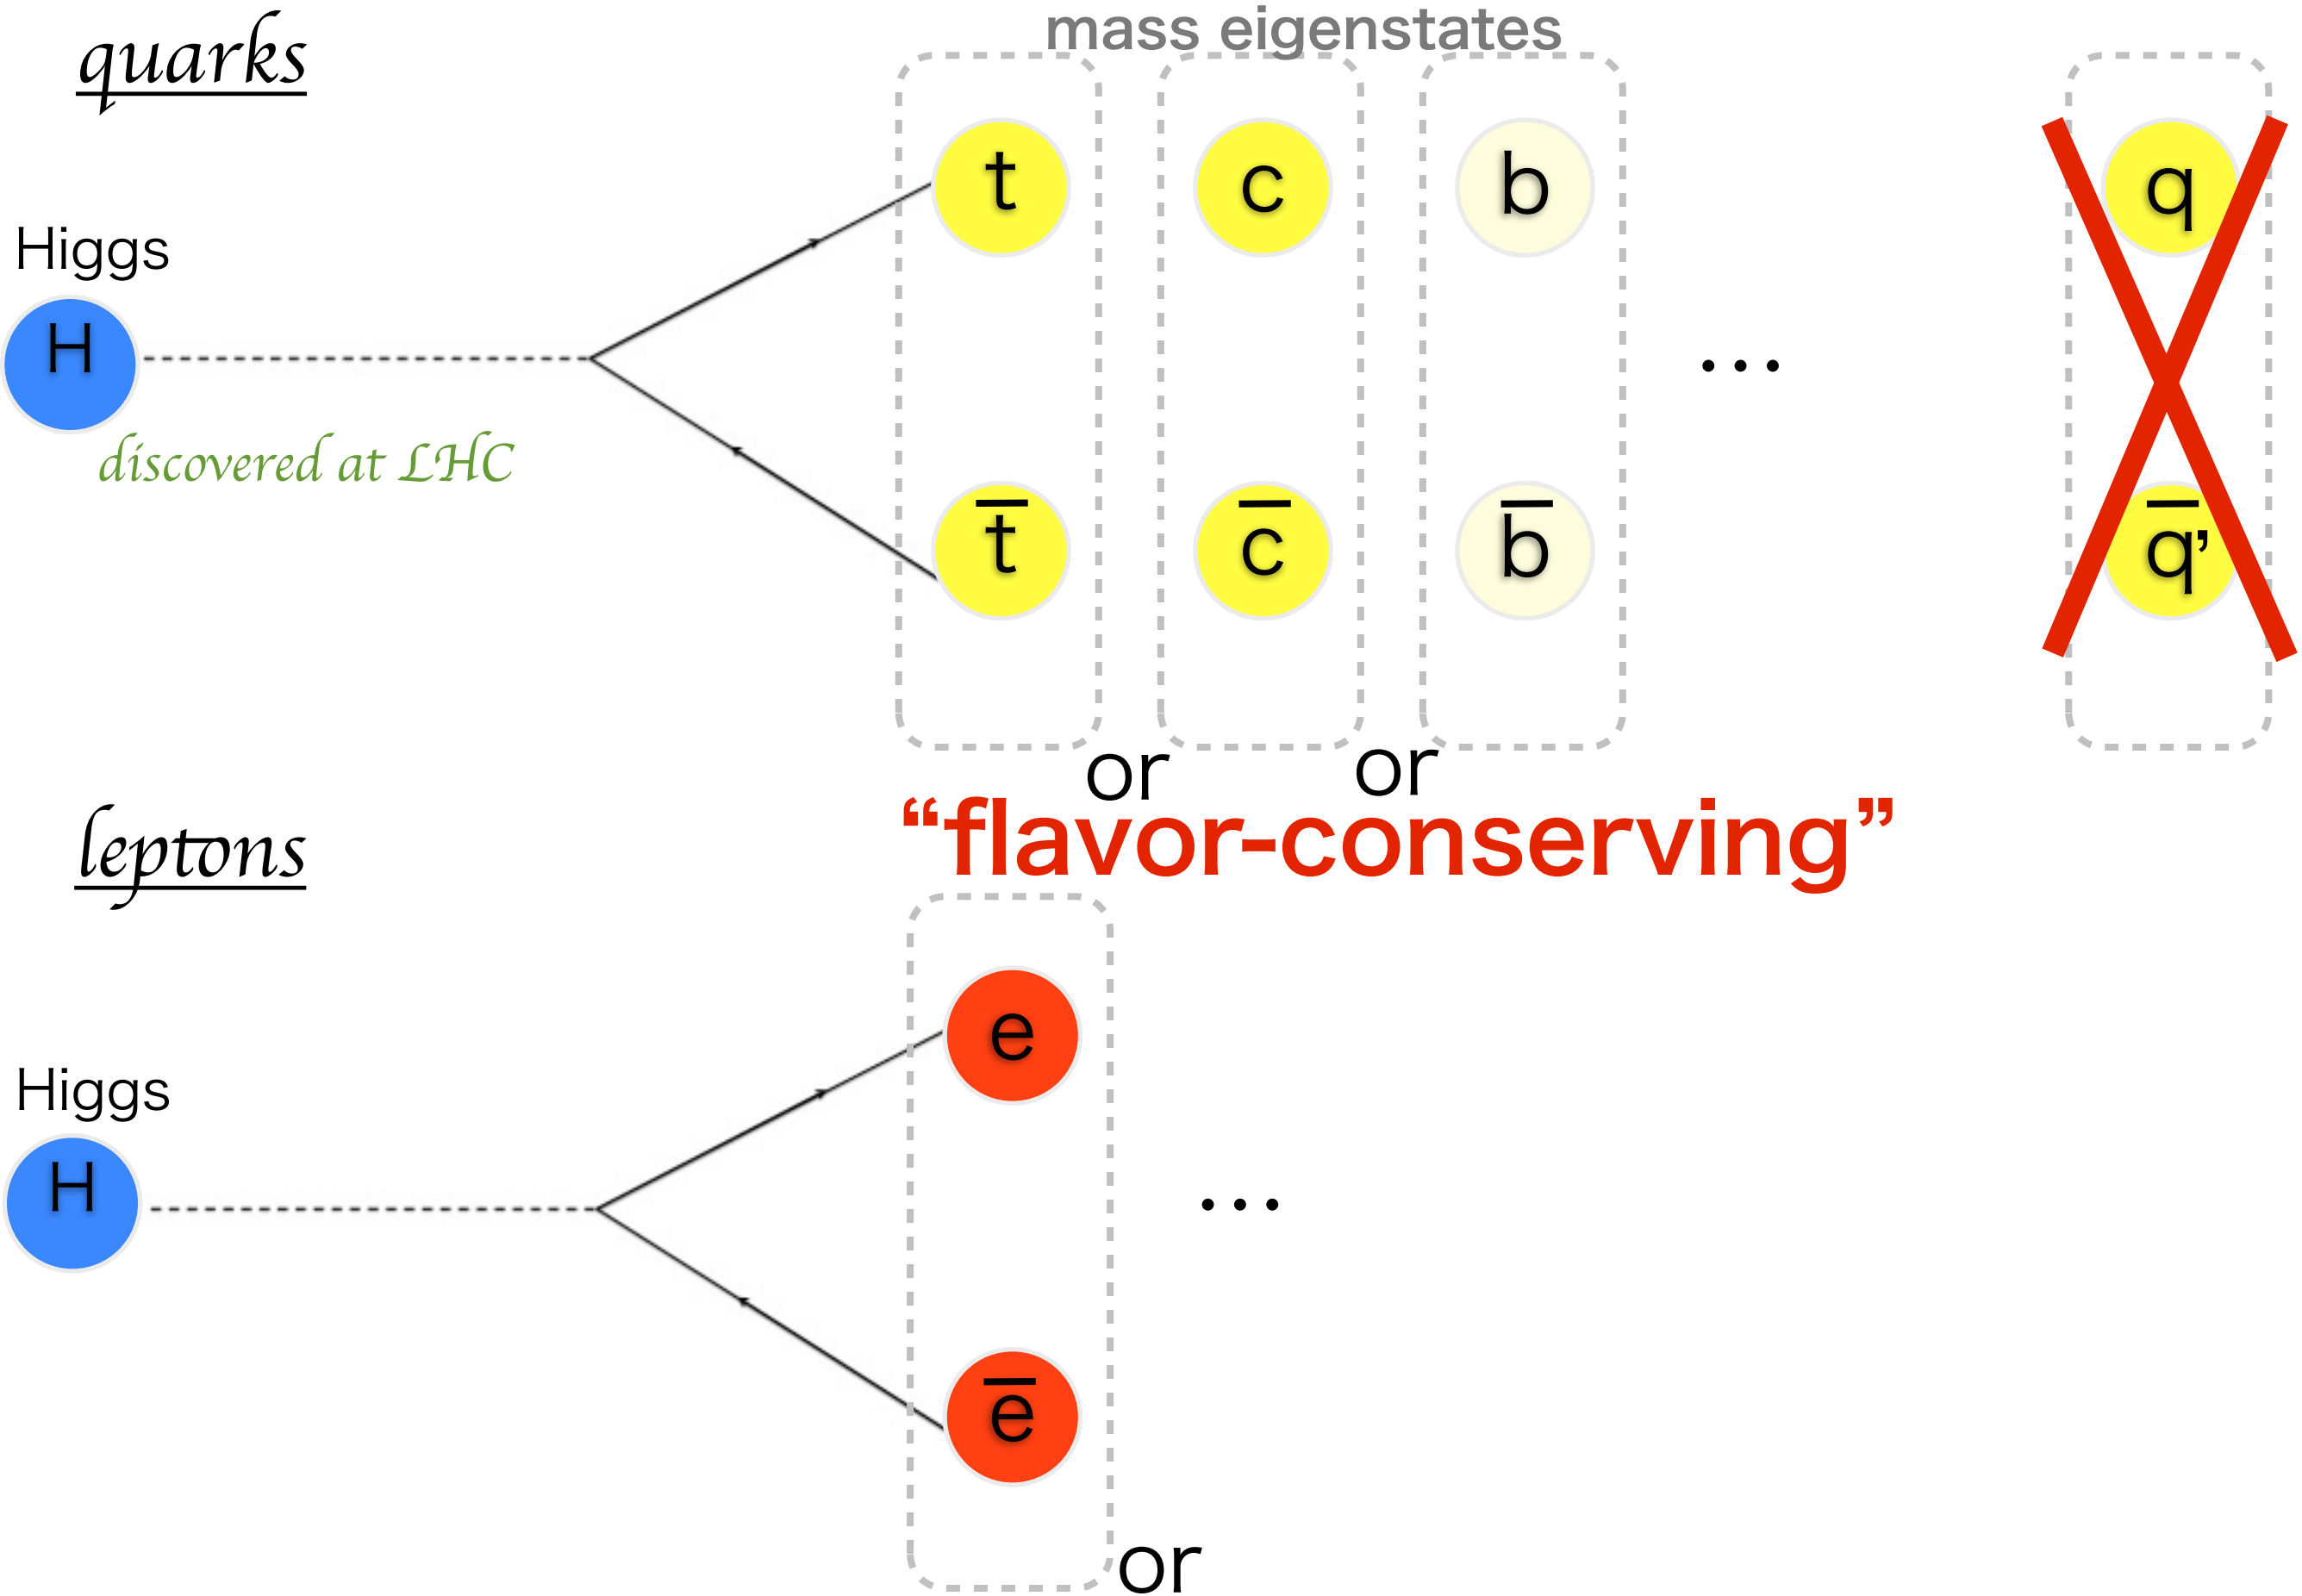 mass eigenstates
quarks
t c b q
Higgs
H
...
discovered at LHC
t̅ c̅ b̅ q̅’
or or
“flavor-conserving”
leptons
e
Higgs
H
...
e̅
or